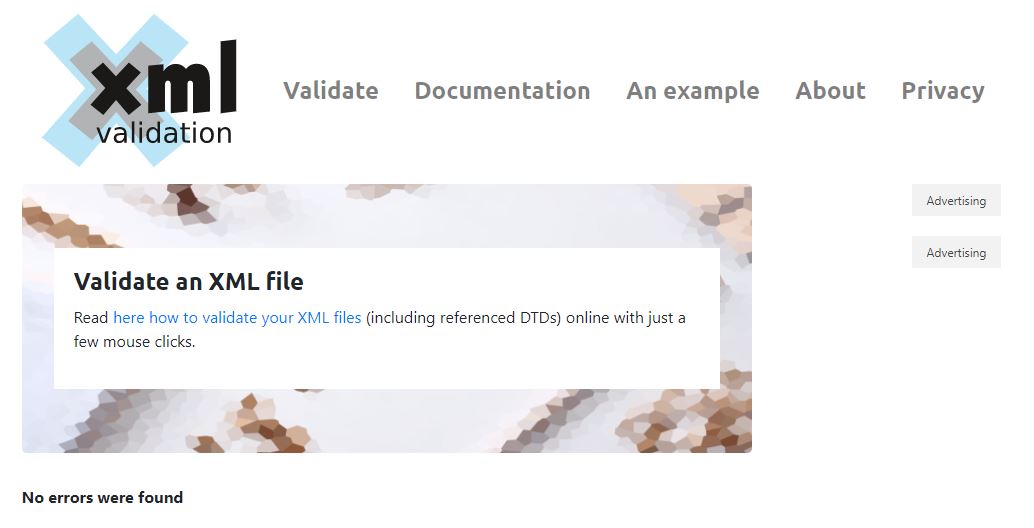 xml
validation
Validate
Documentation
An example
About
Privacy
Advertising
Advertising
Validate an XML file
Read here how to validate your XML files (including referenced DTDs) online with just a
few mouse clicks.
No errors were found